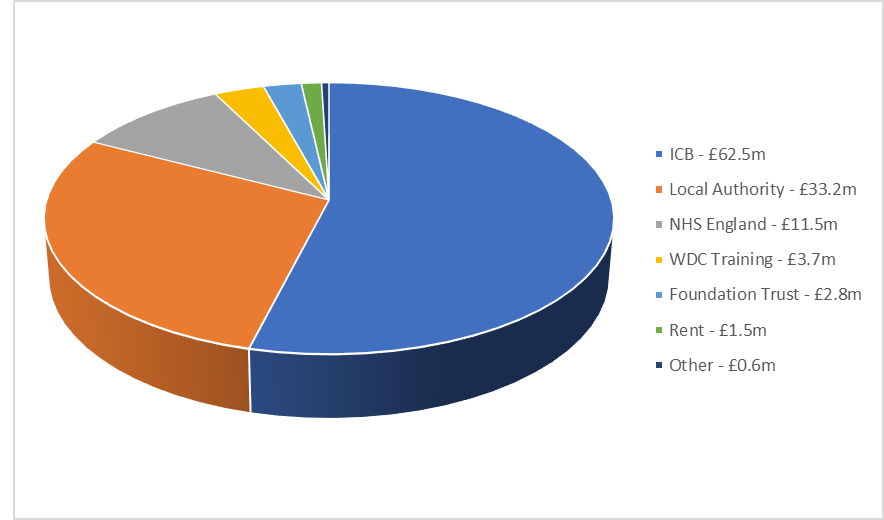 ICB - £62.5m
Local Authority - £33.2m
NHS England - £11.5m
WDC Training - £3.7m
Foundation Trust - £2.8m
Rent - £1.5m
Other - £0.6m